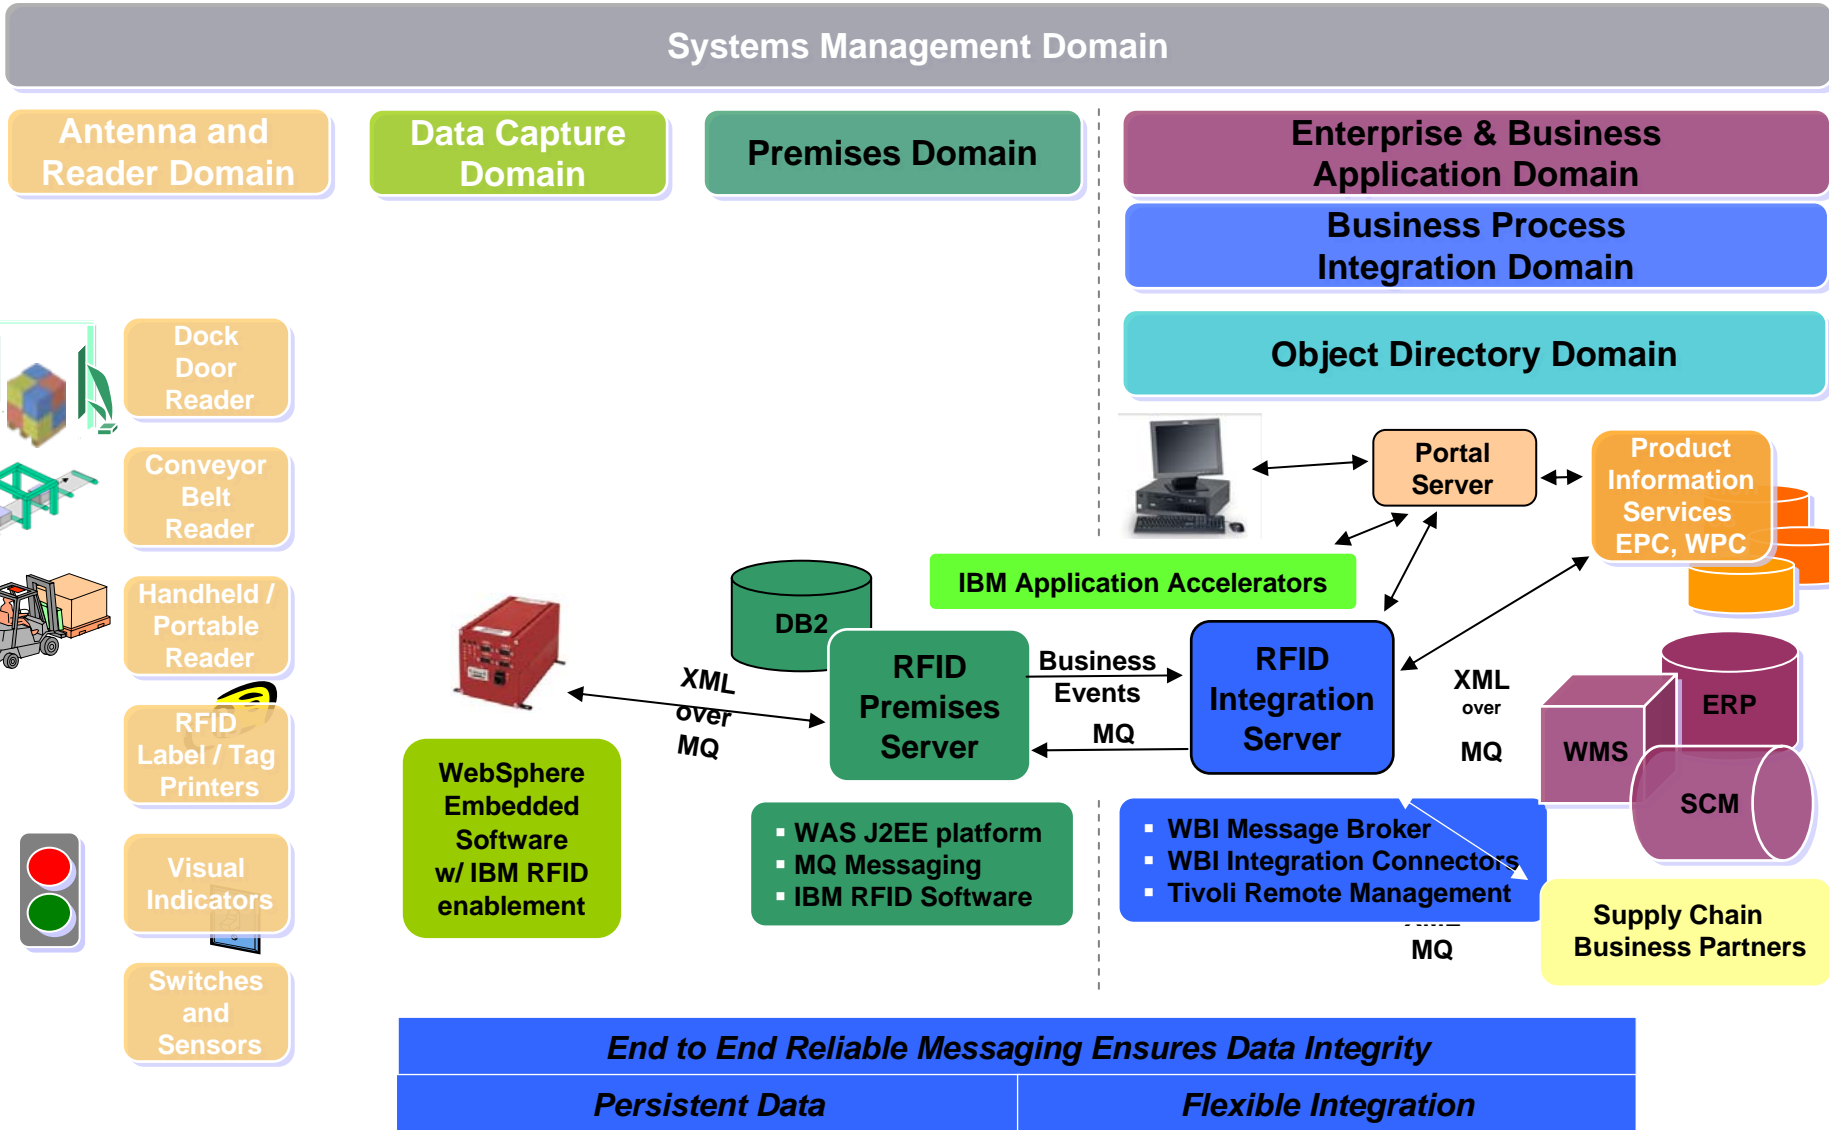 Systems Management Domain
Antenna and
Reader Domain
Data Capture
Domain
Premises Domain
Enterprise & Business
Application Domain
Business Process
Integration Domain
Object Directory Domain
Dock
Door
Reader
Conveyor
Belt
Reader
Handheld /
Portable
Reader
RFID
Label / Tag
Printers
Visual
Indicators
Switches
and
Sensors
WebSphere
Embedded
Software
w/ IBM RFID
enablement
XML
over
MQ
DB2
RFID
Premises
Server
▪ WAS J2EE platform
▪ MQ Messaging
▪ IBM RFID Software
Business
Events
MQ
IBM Application Accelerators
Portal
Server
Product
Information
Services
EPC, WPC
RFID
Integration
Server
XML
over
MQ
ERP
WMS
SCM
▪ WBI Message Broker
▪ WBI Integration Connectors
▪ Tivoli Remote Management
MQ
Supply Chain
Business Partners
End to End Reliable Messaging Ensures Data Integrity
Persistent Data
Flexible Integration